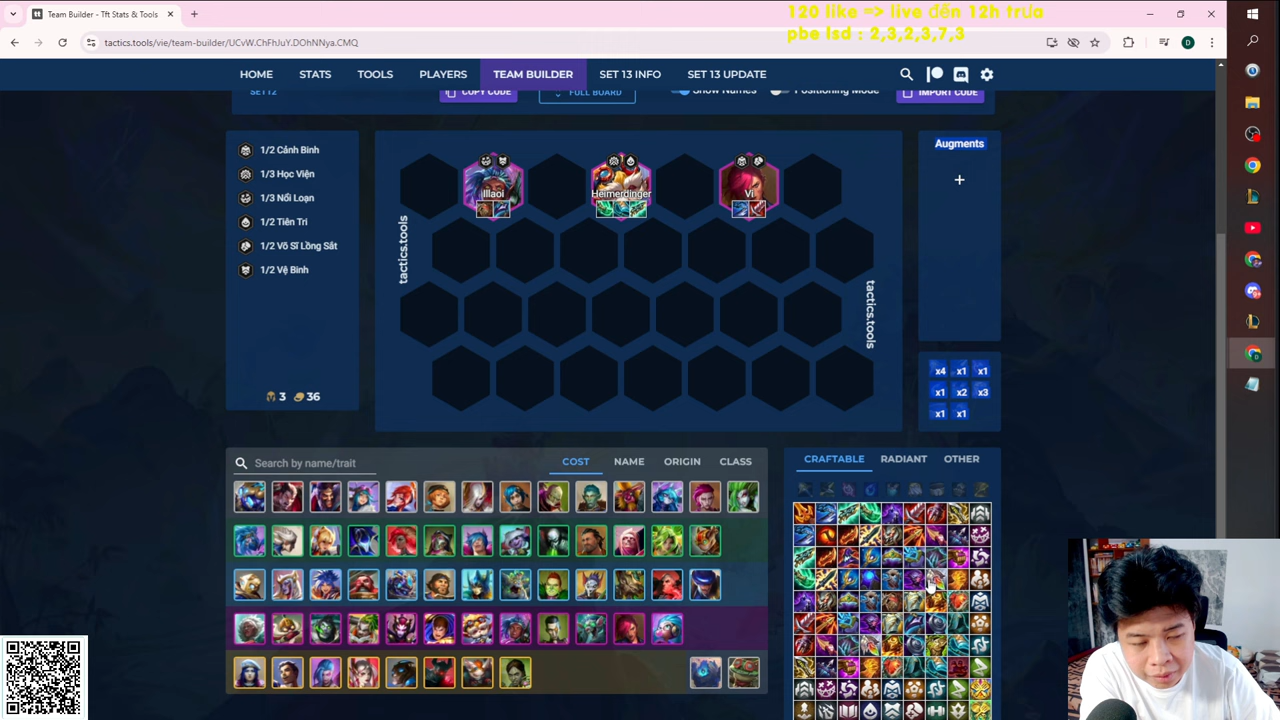 Team Builder - Tft Stats & Tools
120 like => live đến 12h trưa
pbe lsd : 2,3,2,3,7,3
tactics.tools/vie/team-builder/UCvW.ChFhJuY.DOhNNya.CMQ
HOME
STATS
TOOLS
PLAYERS
TEAM BUILDER
SET 13 INFO
SET 13 UPDATE
SET12
COPY CODE
FULL BOARD
Show Names
Positioning Mode
IMPORT CODE
1/2 Cảnh Binh
1/3 Học Viện
1/3 Nổi Loạn
1/2 Tiên Tri
1/2 Võ Sĩ Lồng Sắt
1/2 Vệ Binh
3
36
Illaoi
Heimerdinger
Vi
tactics.tools
tactics.tools
Augments
+
x4 x1 x1
x1 x2 x3
x1 x1
Search by name/trait
COST
NAME
ORIGIN
CLASS
CRAFTABLE
RADIANT
OTHER